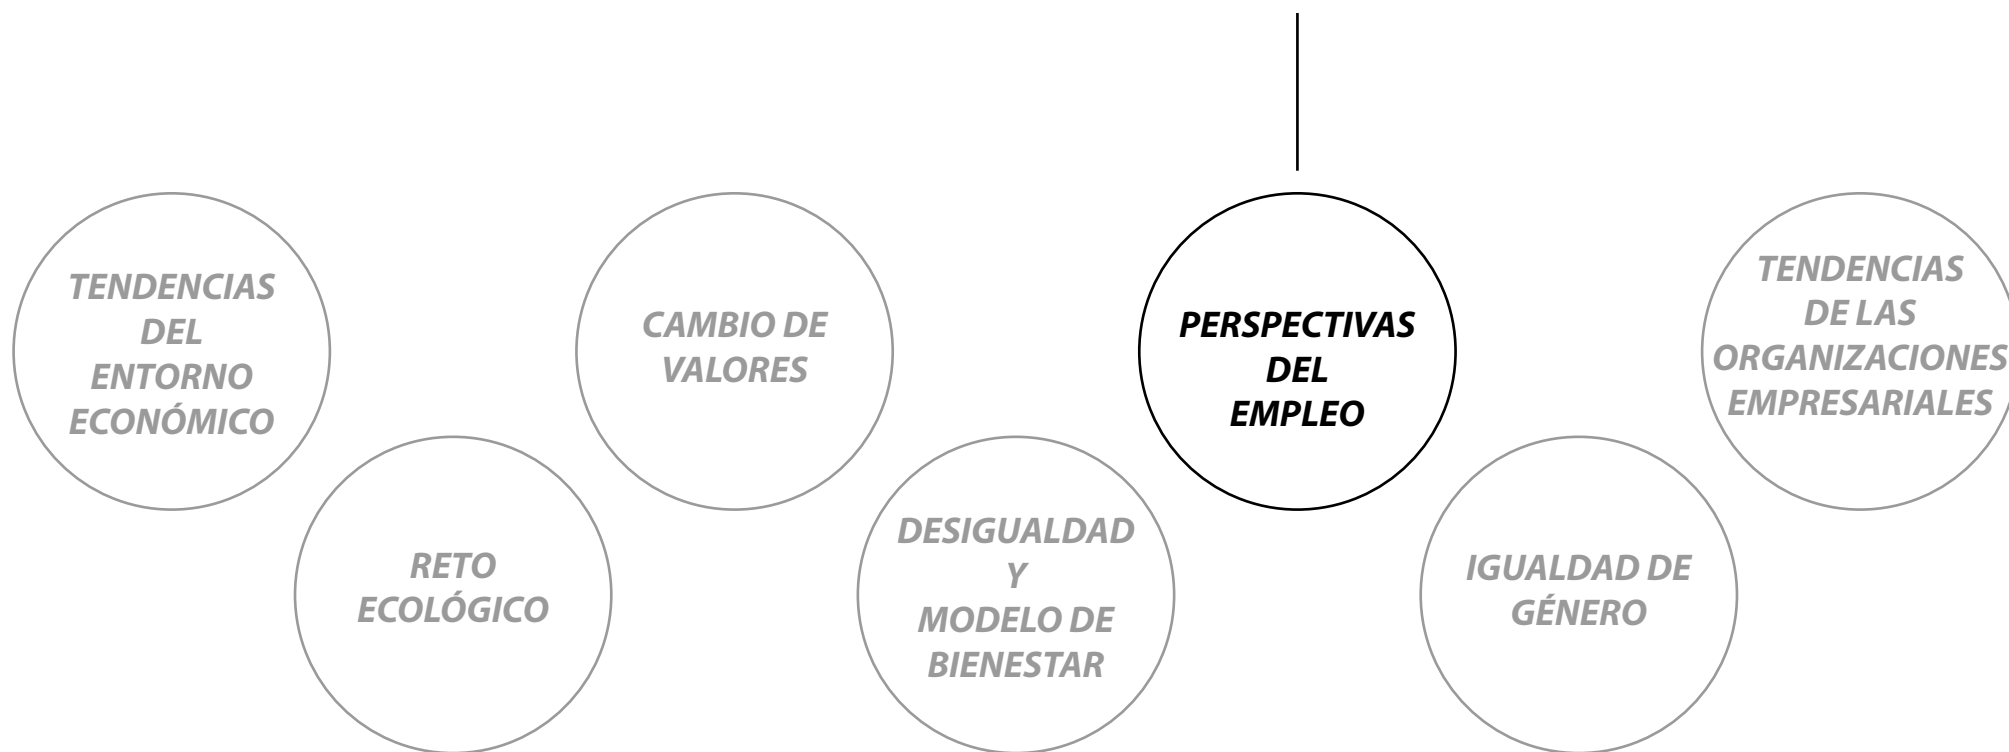 TENDENCIAS
DEL
ENTORNO
ECONÓMICO
RETO
ECOLÓGICO
CAMBIO DE
VALORES
DESIGUALDAD
Y
MODELO DE
BIENESTAR
PERSPECTIVAS
DEL
EMPLEO
IGUALDAD DE
GÉNERO
TENDENCIAS
DE LAS
ORGANIZACIONES
EMPRESARIALES